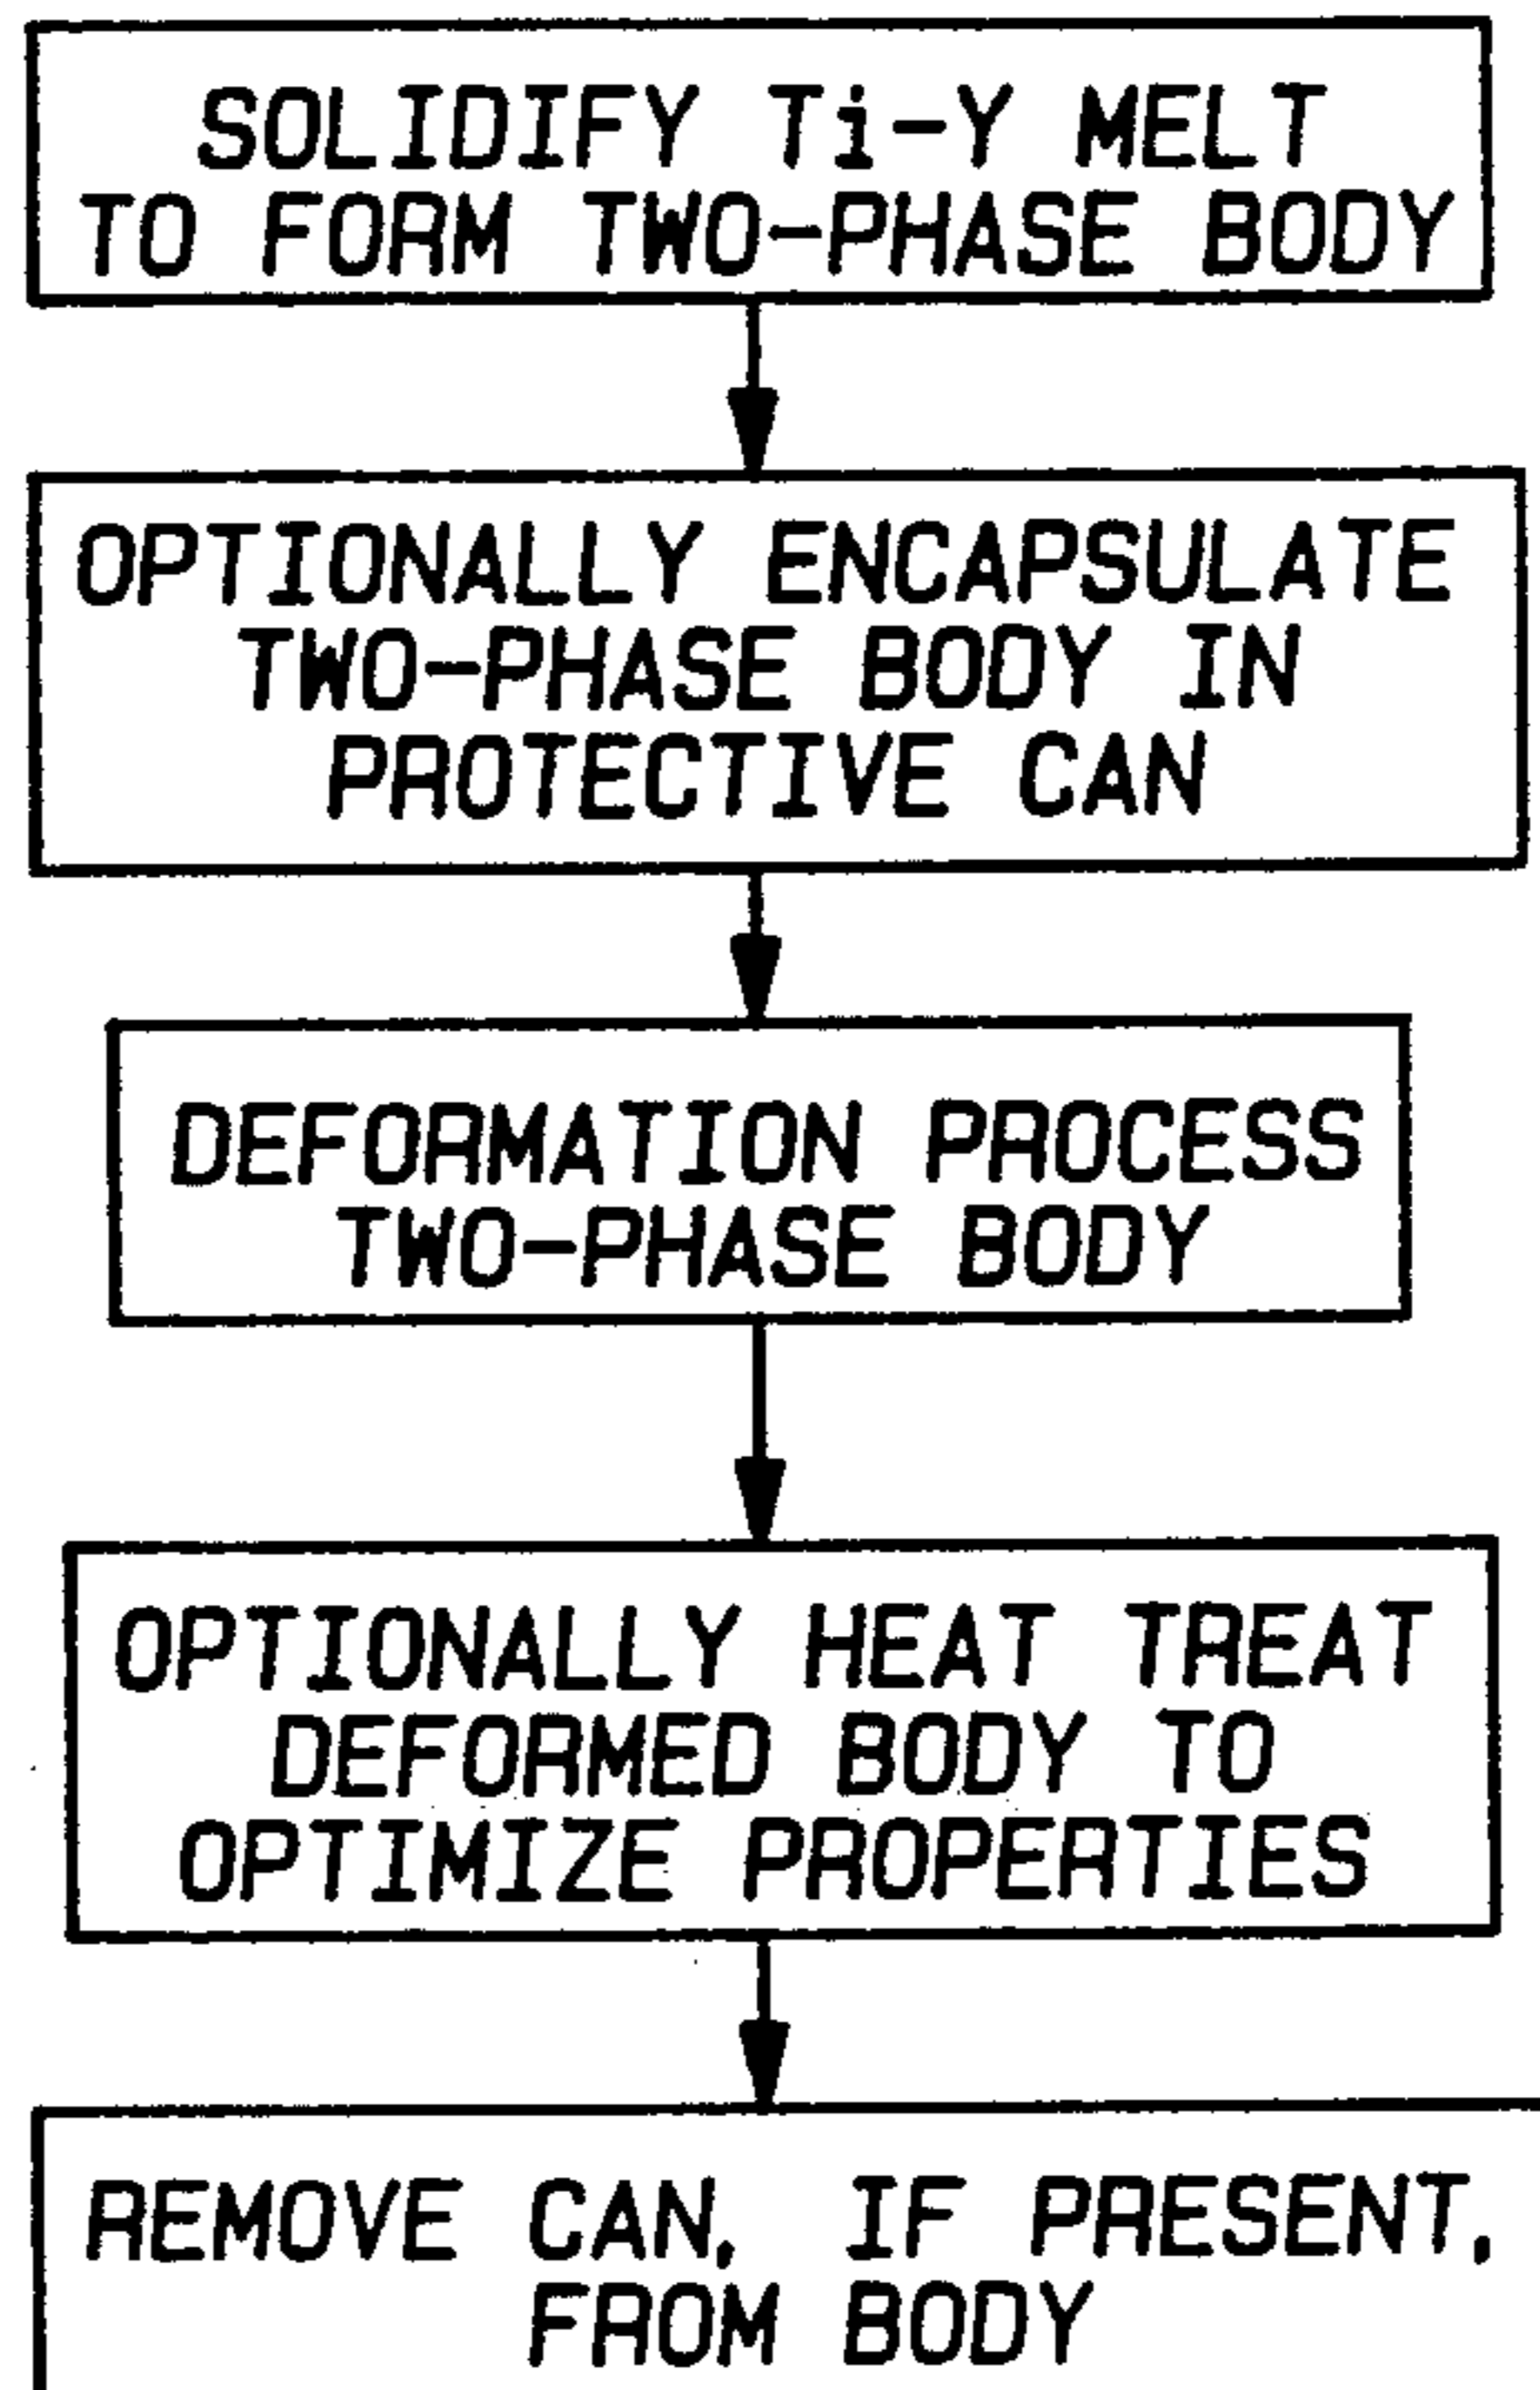 SOLIDIFY Ti-Y MELT
TO FORM TWO-PHASE BODY
OPTIONALLY ENCAPSULATE
TWO-PHASE BODY IN
PROTECTIVE CAN
DEFORMATION PROCESS
TWO-PHASE BODY
OPTIONALLY HEAT TREAT
DEFORMED BODY TO
OPTIMIZE PROPERTIES
REMOVE CAN, IF PRESENT,
FROM BODY